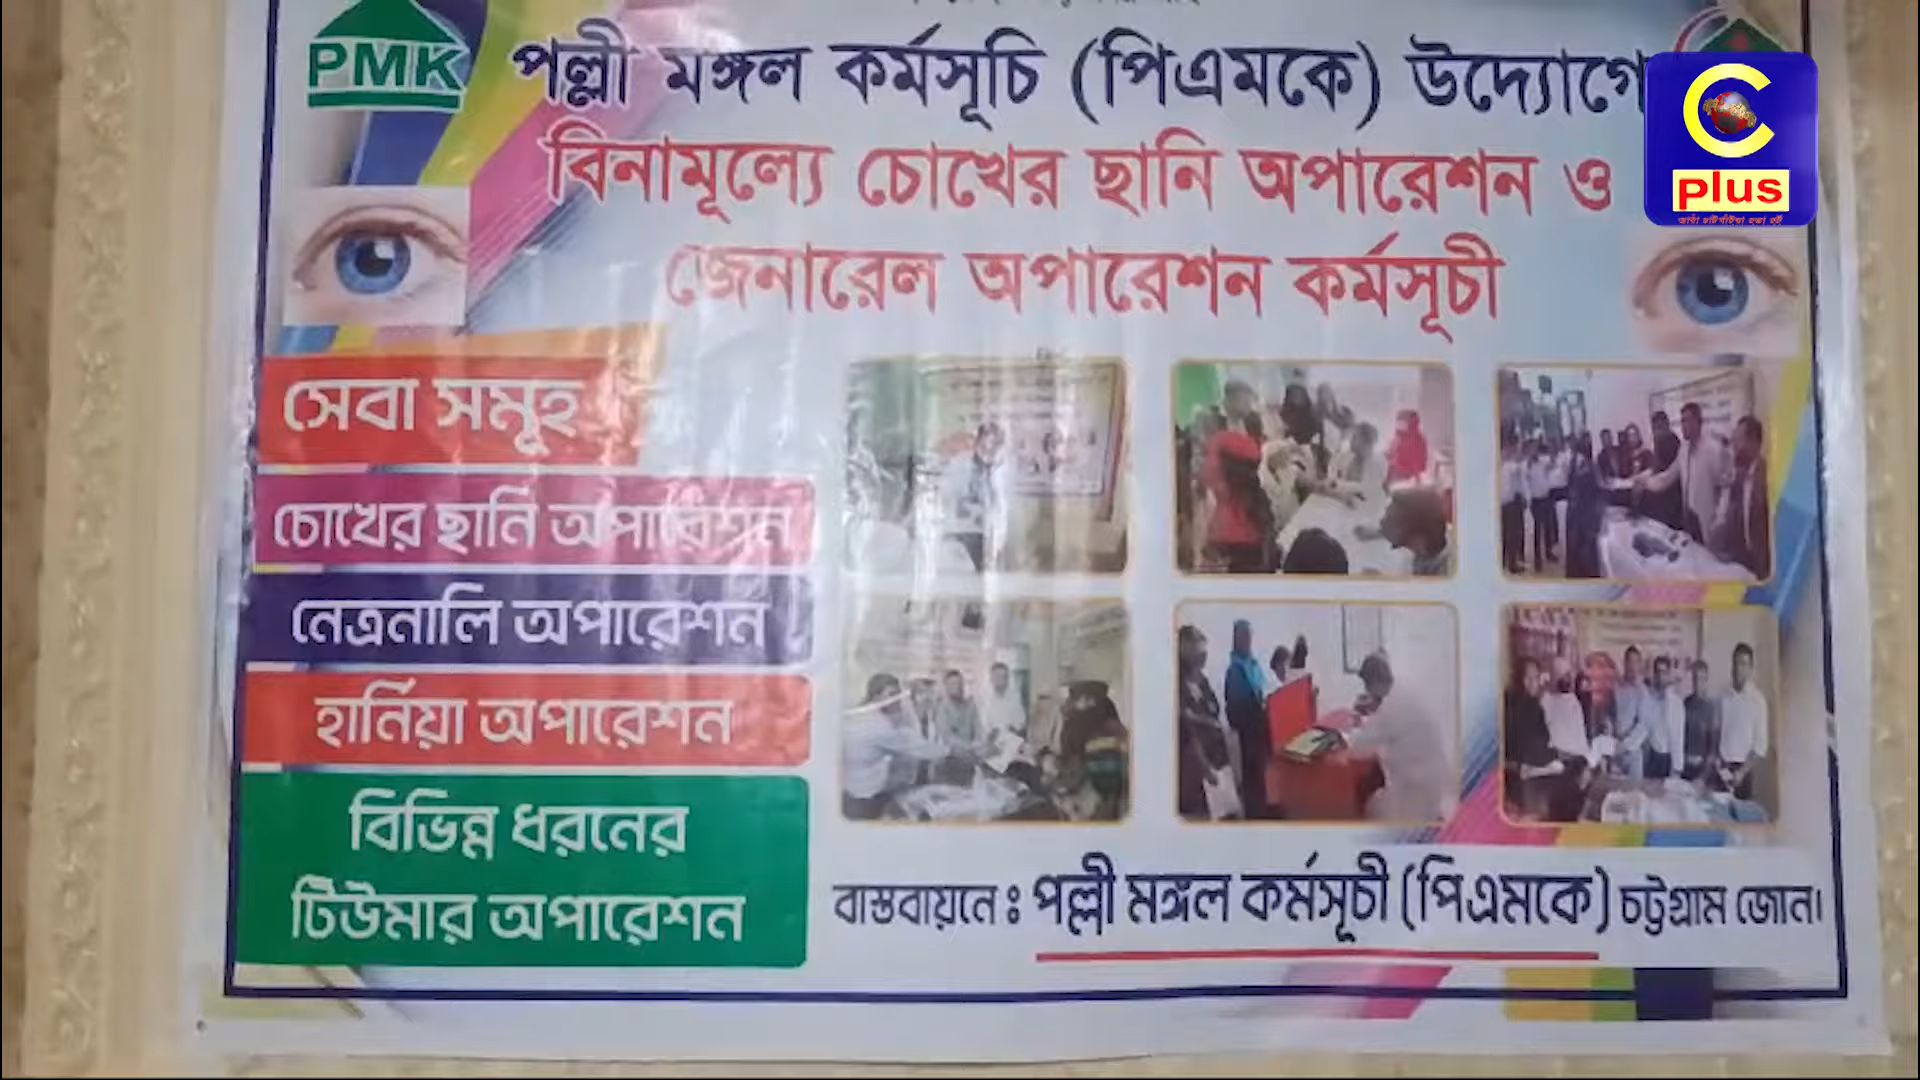 PMK
পল্লী মঙ্গল কর্মসূচি (পিএমকে) উদ্যোগে
বিনামূল্যে চোখের ছানি অপারেশন ও
জেনারেল অপারেশন কর্মসূচী
C
plus
সেবা সমূহ
চোখের ছানি অপারেশন
নেত্রনালি অপারেশন
হার্নিয়া অপারেশন
বিভিন্ন ধরনের
টিউমার অপারেশন
বাস্তবায়নে : পল্লী মঙ্গল কর্মসূচী (পিএমকে) চট্টগ্রাম জোন।